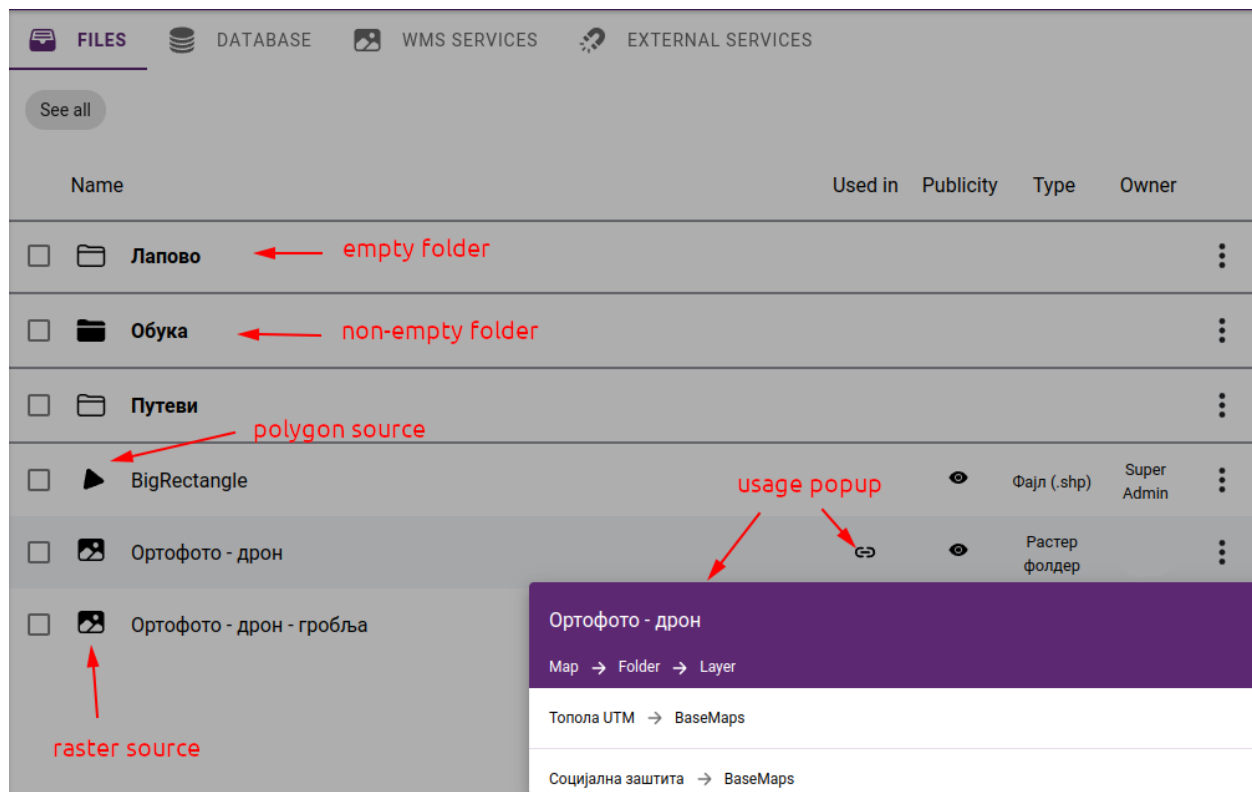 FILES DATABASE WMS SERVICES EXTERNAL SERVICES
See all
Name Used in Publicity Type Owner
Лапово empty folder
Обука non-empty folder
Путеви
polygon source
BigRectangle usage popup Фајл (.shp) Super
Admin
Ортофото - дрон Растер
фолдер
Ортофото - дрон - гробља
raster source
Ортофото - дрон
Map → Folder → Layer
Топола UTM → BaseMaps
Социјална заштита → BaseMaps